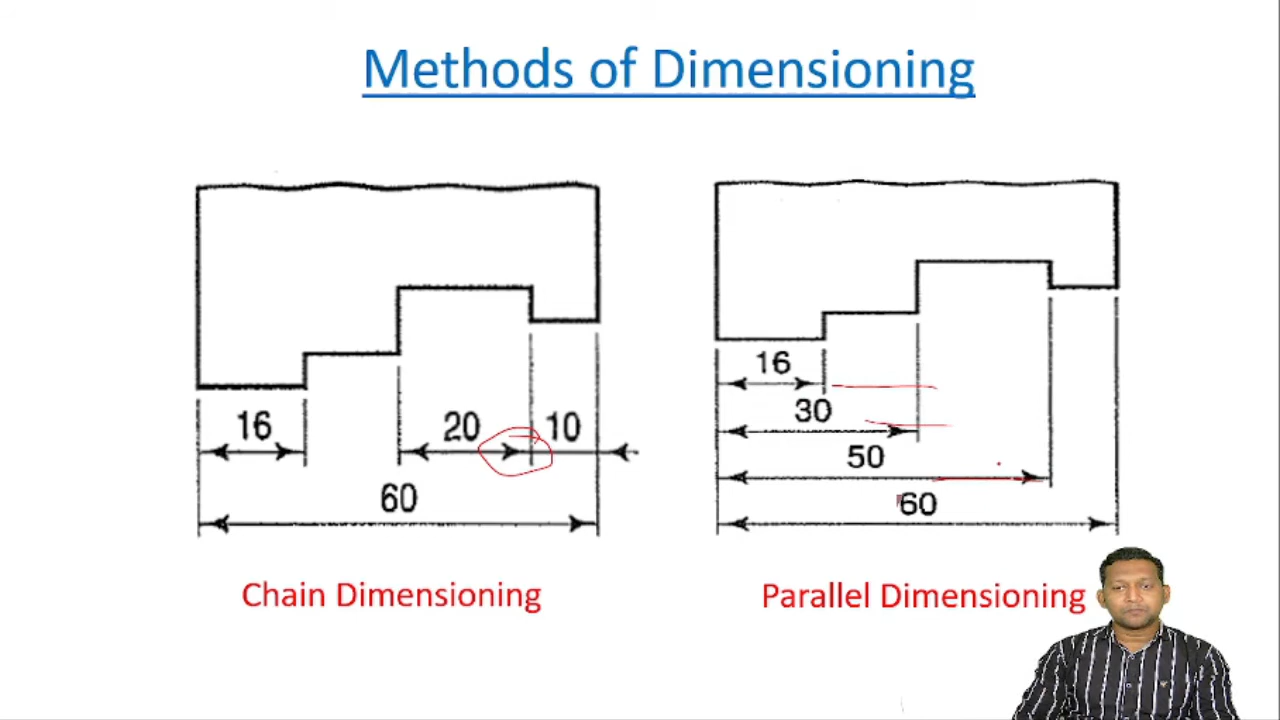 Methods of Dimensioning
16
20
10
60
16
30
50
60
Chain Dimensioning
Parallel Dimensioning